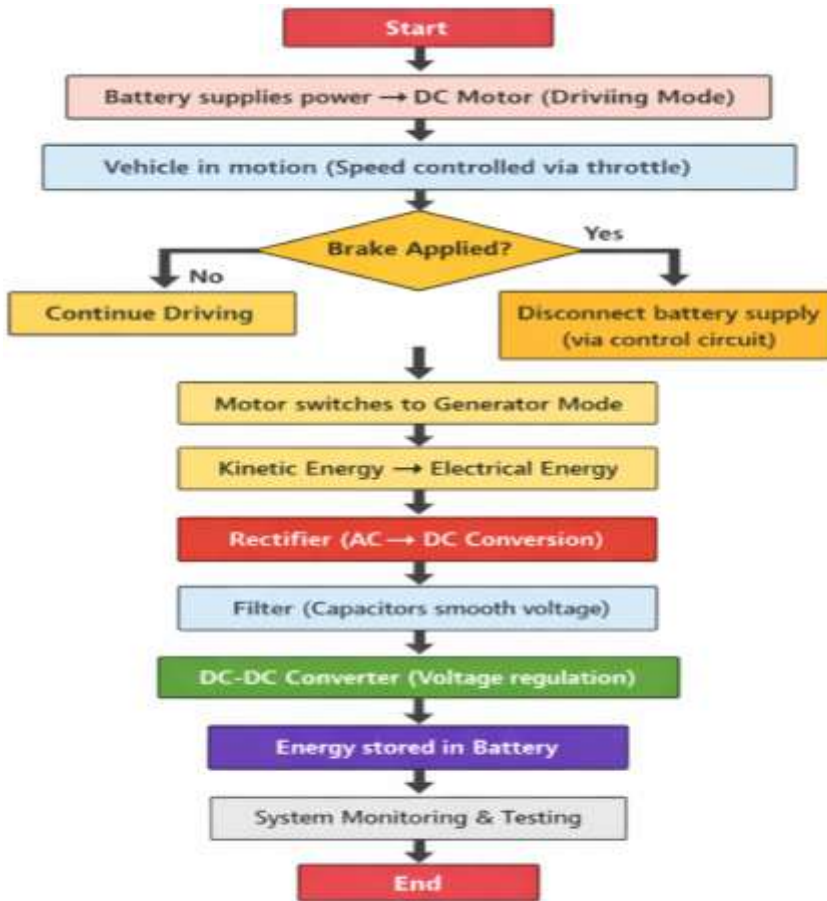 Start
Battery supplies power → DC Motor (Driviing Mode)
Vehicle in motion (Speed controlled via throttle)
Brake Applied?
Yes
No
Continue Driving
Disconnect battery supply
(via control circuit)
Motor switches to Generator Mode
Kinetic Energy → Electrical Energy
Rectifier (AC → DC Conversion)
Filter (Capacitors smooth voltage)
DC-DC Converter (Voltage regulation)
Energy stored in Battery
System Monitoring & Testing
End